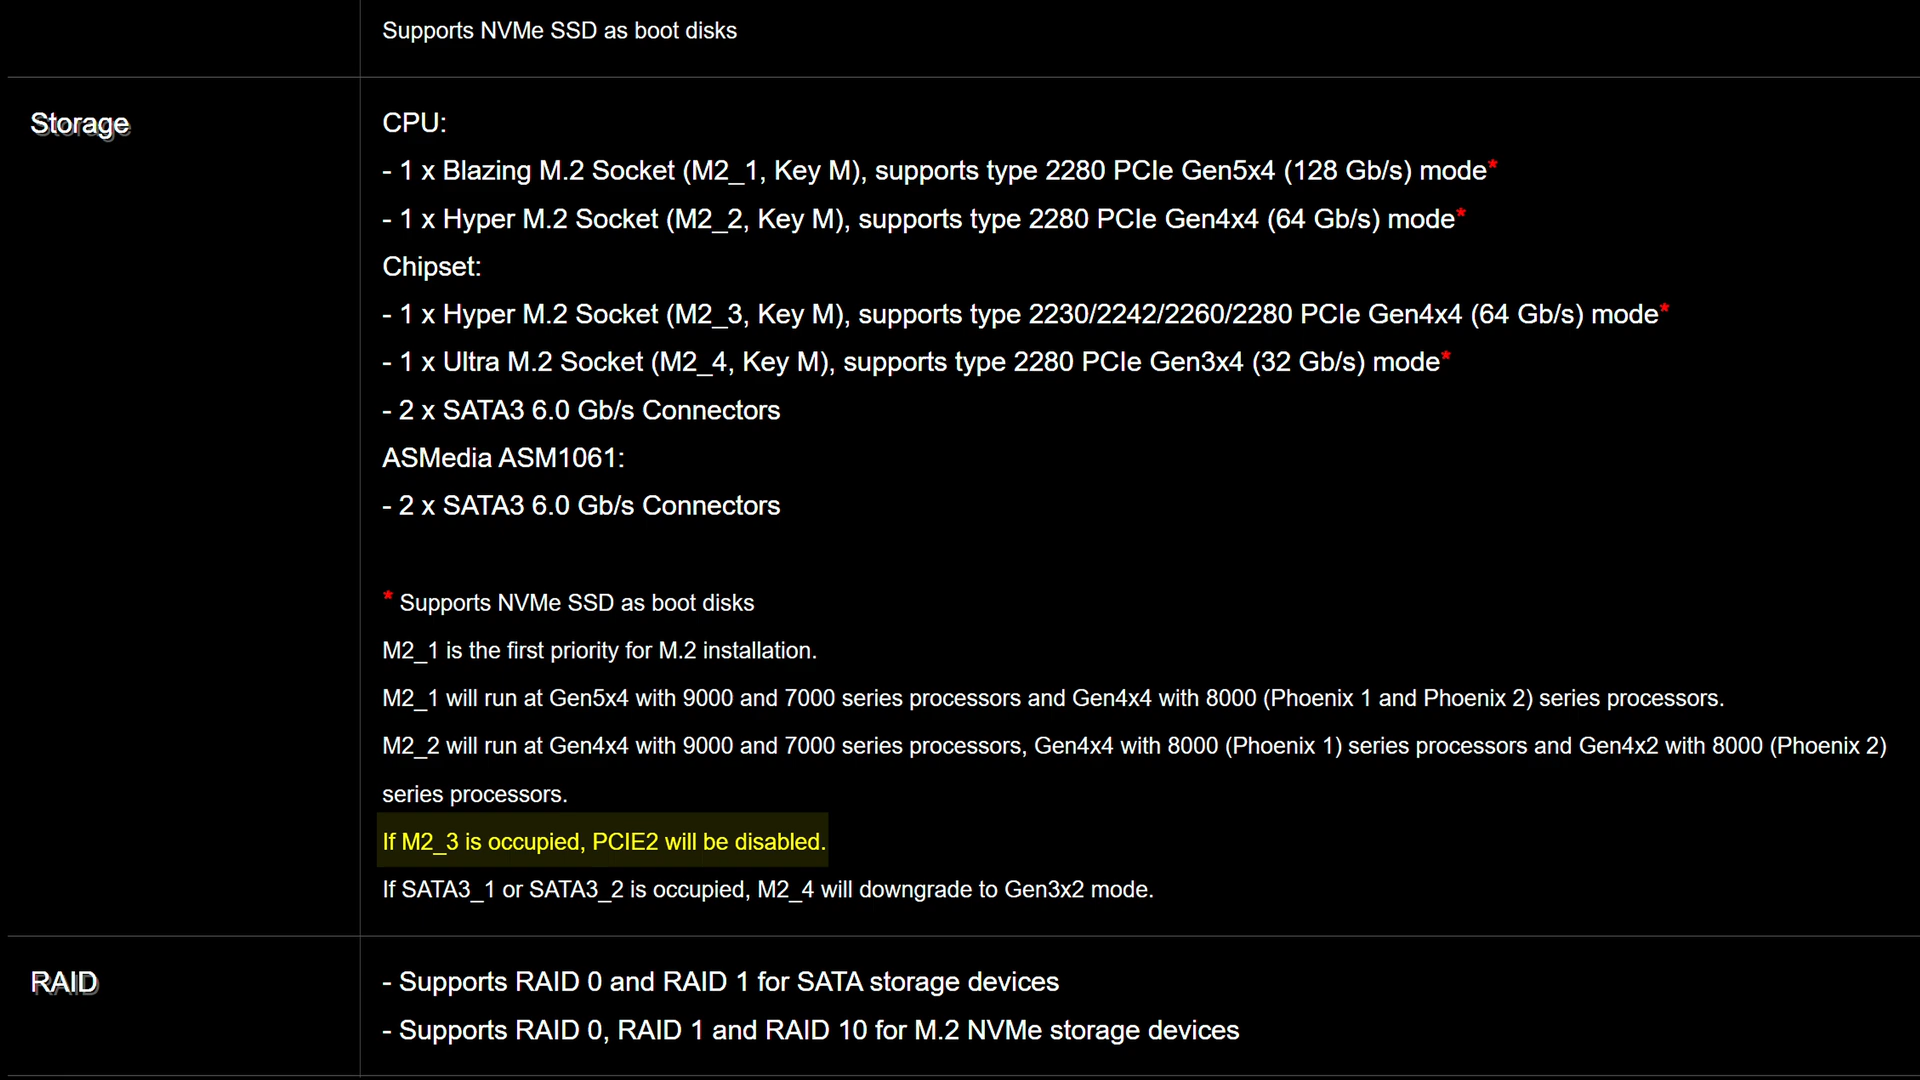 Supports NVMe SSD as boot disks
Storage
CPU:
- 1 x Blazing M.2 Socket (M2_1, Key M), supports type 2280 PCIe Gen5x4 (128 Gb/s) mode*
- 1 x Hyper M.2 Socket (M2_2, Key M), supports type 2280 PCIe Gen4x4 (64 Gb/s) mode*
Chipset:
- 1 x Hyper M.2 Socket (M2_3, Key M), supports type 2230/2242/2260/2280 PCIe Gen4x4 (64 Gb/s) mode*
- 1 x Ultra M.2 Socket (M2_4, Key M), supports type 2280 PCIe Gen3x4 (32 Gb/s) mode*
- 2 x SATA3 6.0 Gb/s Connectors
ASMedia ASM1061:
- 2 x SATA3 6.0 Gb/s Connectors
* Supports NVMe SSD as boot disks
M2_1 is the first priority for M.2 installation.
M2_1 will run at Gen5x4 with 9000 and 7000 series processors and Gen4x4 with 8000 (Phoenix 1 and Phoenix 2) series processors.
M2_2 will run at Gen4x4 with 9000 and 7000 series processors, Gen4x4 with 8000 (Phoenix 1) series processors and Gen4x2 with 8000 (Phoenix 2)
series processors.
If M2_3 is occupied, PCIE2 will be disabled.
If SATA3_1 or SATA3_2 is occupied, M2_4 will downgrade to Gen3x2 mode.
RAID
- Supports RAID 0 and RAID 1 for SATA storage devices
- Supports RAID 0, RAID 1 and RAID 10 for M.2 NVMe storage devices